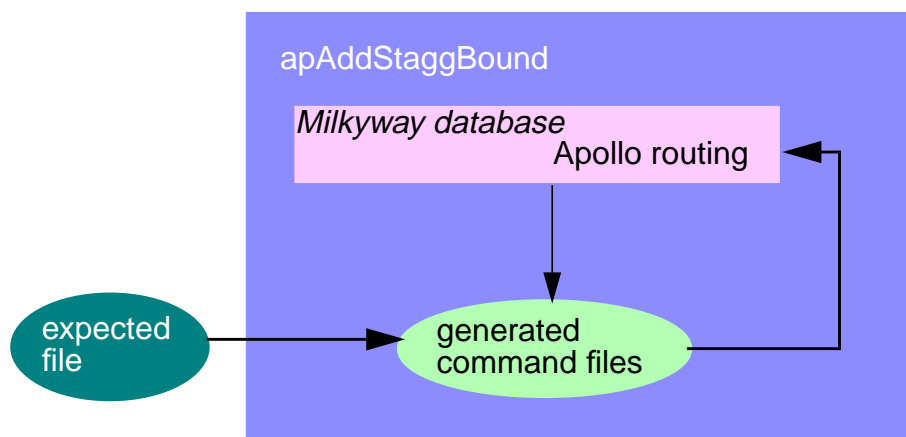 apAddStaggBound
Milkyway database
Apollo routing
expected
file
generated
command files